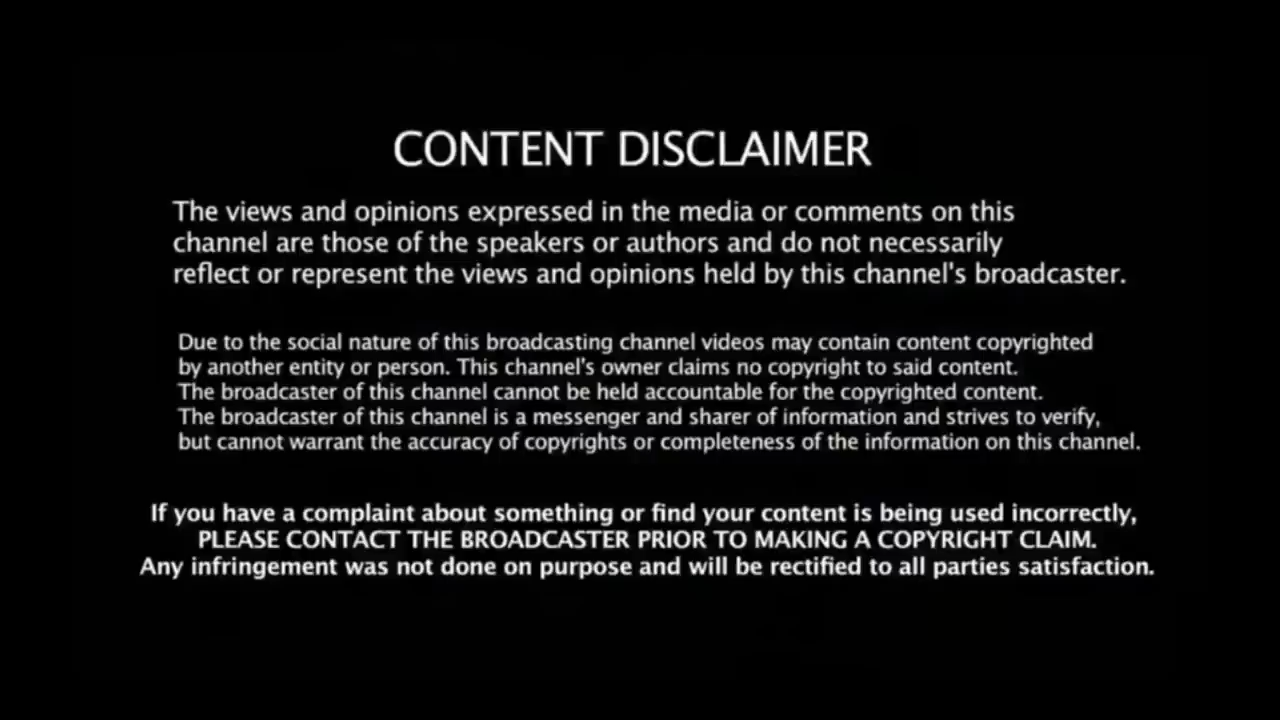 CONTENT DISCLAIMER
The views and opinions expressed in the media or comments on this
channel are those of the speakers or authors and do not necessarily
reflect or represent the views and opinions held by this channel's broadcaster.
Due to the social nature of this broadcasting channel videos may contain content copyrighted
by another entity or person. This channel's owner claims no copyright to said content.
The broadcaster of this channel cannot be held accountable for the copyrighted content.
The broadcaster of this channel is a messenger and sharer of information and strives to verify,
but cannot warrant the accuracy of copyrights or completeness of the information on this channel.
If you have a complaint about something or find your content is being used incorrectly,
PLEASE CONTACT THE BROADCASTER PRIOR TO MAKING A COPYRIGHT CLAIM.
Any infringement was not done on purpose and will be rectified to all parties satisfaction.